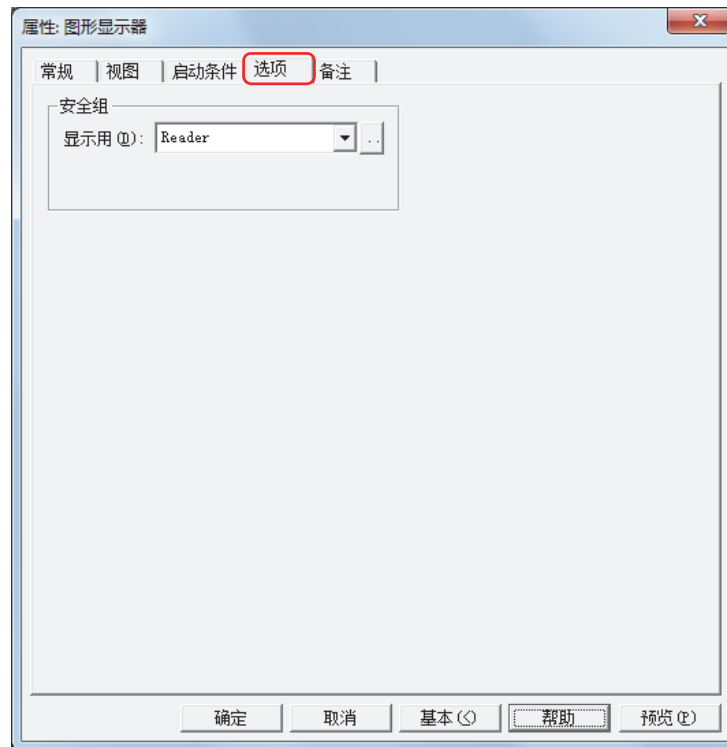 属性: 图形显示器
常规 视图 启动条件 选项 备注
安全组
显示用(D): Reader ..
确定 取消 基本(<) 帮助 预览(P)